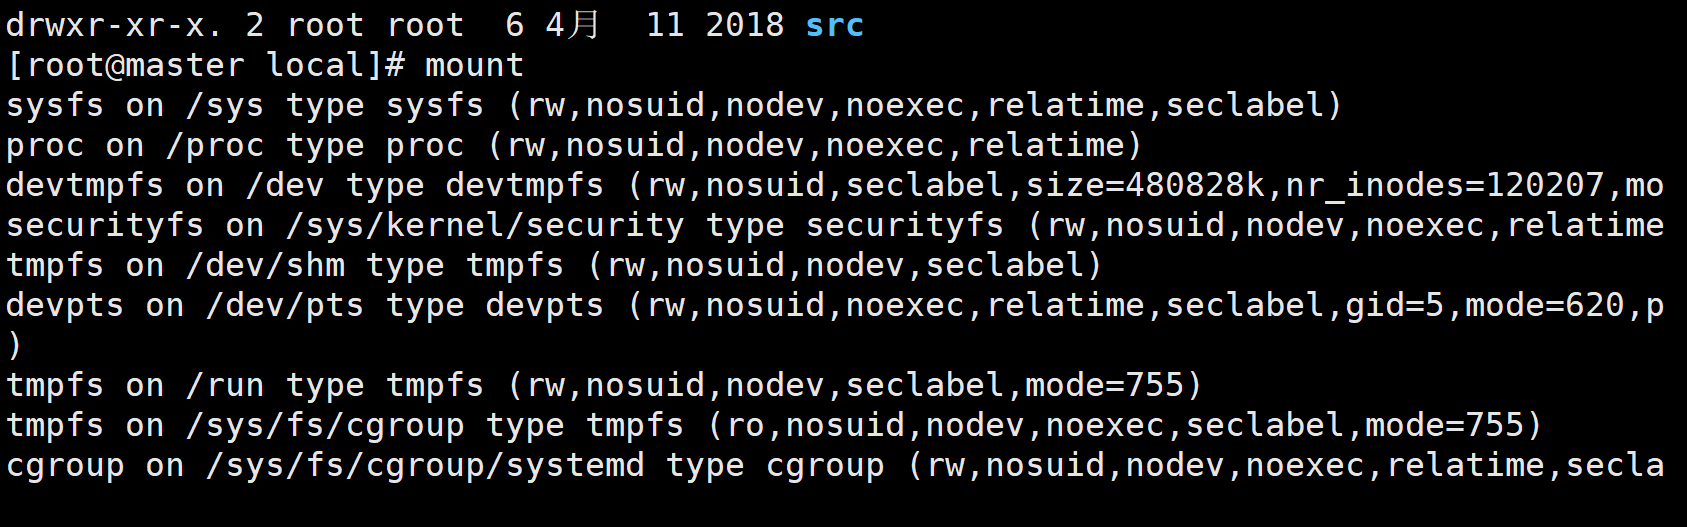 drwxr-xr-x. 2 root root  6 4月  11 2018 src
[root@master local]# mount
sysfs on /sys type sysfs (rw,nosuid,nodev,noexec,relatime,seclabel)
proc on /proc type proc (rw,nosuid,nodev,noexec,relatime)
devtmpfs on /dev type devtmpfs (rw,nosuid,seclabel,size=480828k,nr_inodes=120207,mo
securityfs on /sys/kernel/security type securityfs (rw,nosuid,nodev,noexec,relatime
tmpfs on /dev/shm type tmpfs (rw,nosuid,nodev,seclabel)
devpts on /dev/pts type devpts (rw,nosuid,noexec,relatime,seclabel,gid=5,mode=620,p
)
tmpfs on /run type tmpfs (rw,nosuid,nodev,seclabel,mode=755)
tmpfs on /sys/fs/cgroup type tmpfs (ro,nosuid,nodev,noexec,seclabel,mode=755)
cgroup on /sys/fs/cgroup/systemd type cgroup (rw,nosuid,nodev,noexec,relatime,secla